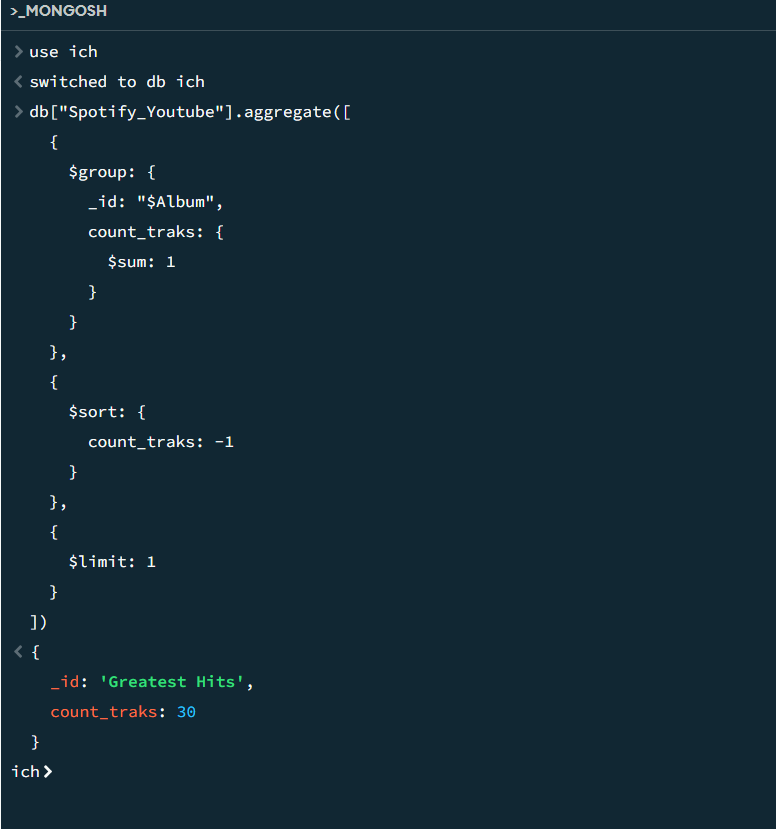 >_MONGOSH
> use ich
< switched to db ich
> db["Spotify_Youtube"].aggregate([
    {
      $group: {
        _id: "$Album",
        count_traks: {
          $sum: 1
        }
      }
    },
    {
      $sort: {
        count_traks: -1
      }
    },
    {
      $limit: 1
    }
  ])
< {
    _id: 'Greatest Hits',
    count_traks: 30
  }
ich>